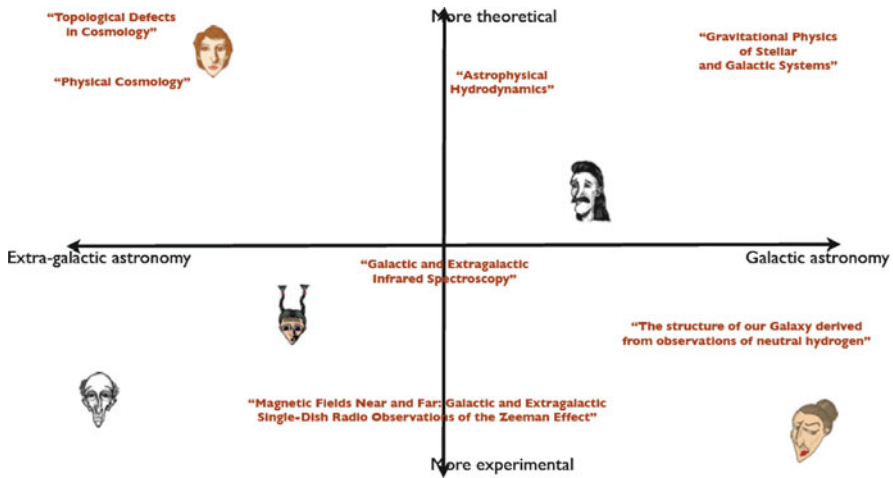 “Topological Defects
in Cosmology”
More theoretical
“Gravitational Physics
of Stellar
and Galactic Systems”
“Physical Cosmology”
“Astrophysical
Hydrodynamics”
Extra-galactic astronomy
Galactic astronomy
“Galactic and Extragalactic
Infrared Spectroscopy”
“The structure of our Galaxy derived
from observations of neutral hydrogen”
“Magnetic Fields Near and Far: Galactic and Extragalactic
Single-Dish Radio Observations of the Zeeman Effect”
More experimental